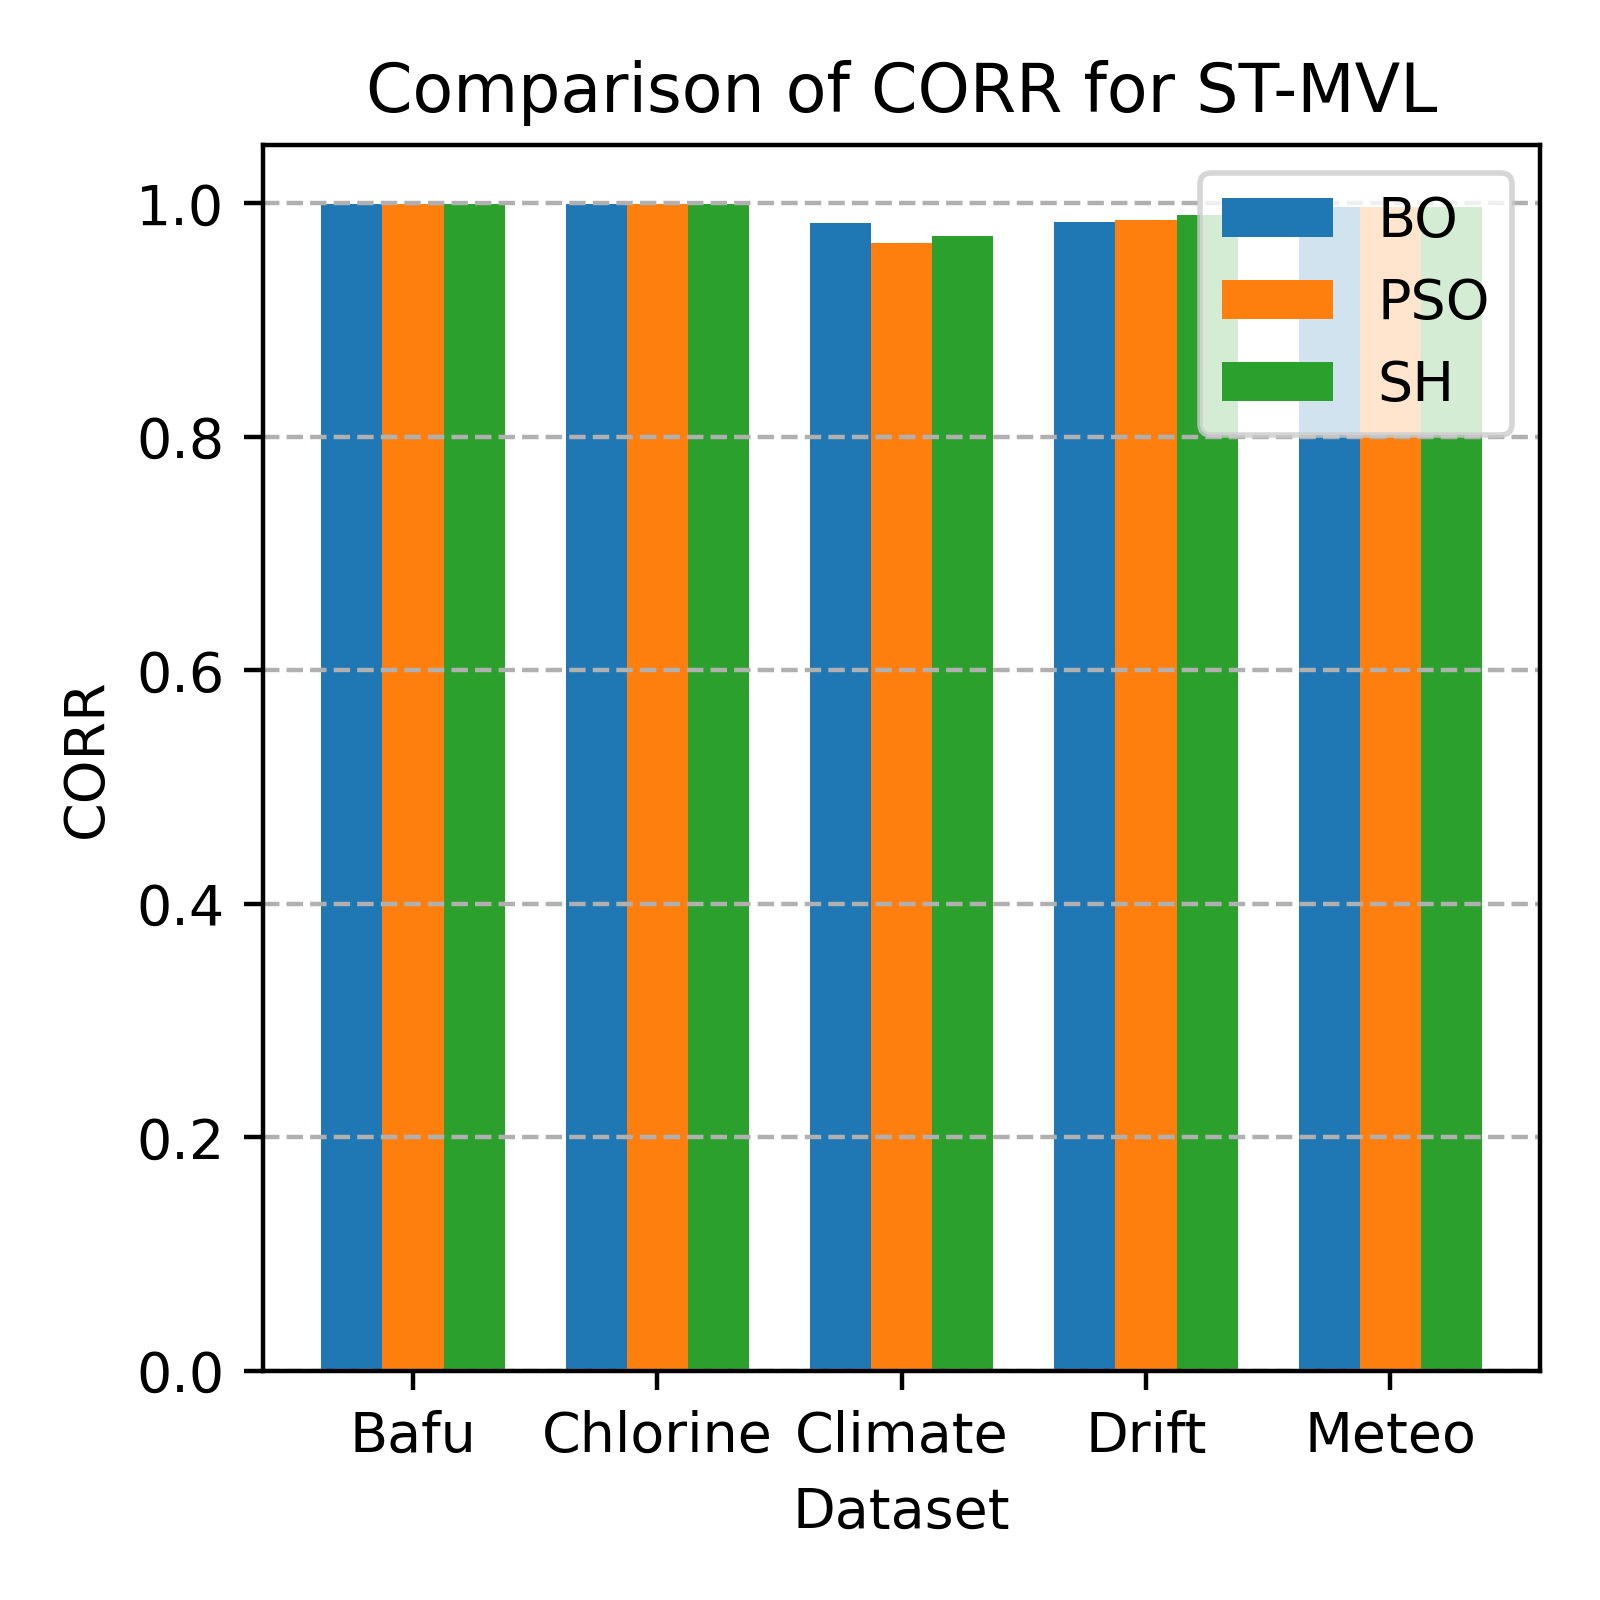 Comparison of CORR for ST-MVL
BO
PSO
SH
1.0
0.8
0.6
0.4
0.2
0.0
CORR
Bafu Chlorine Climate Drift Meteo
Dataset